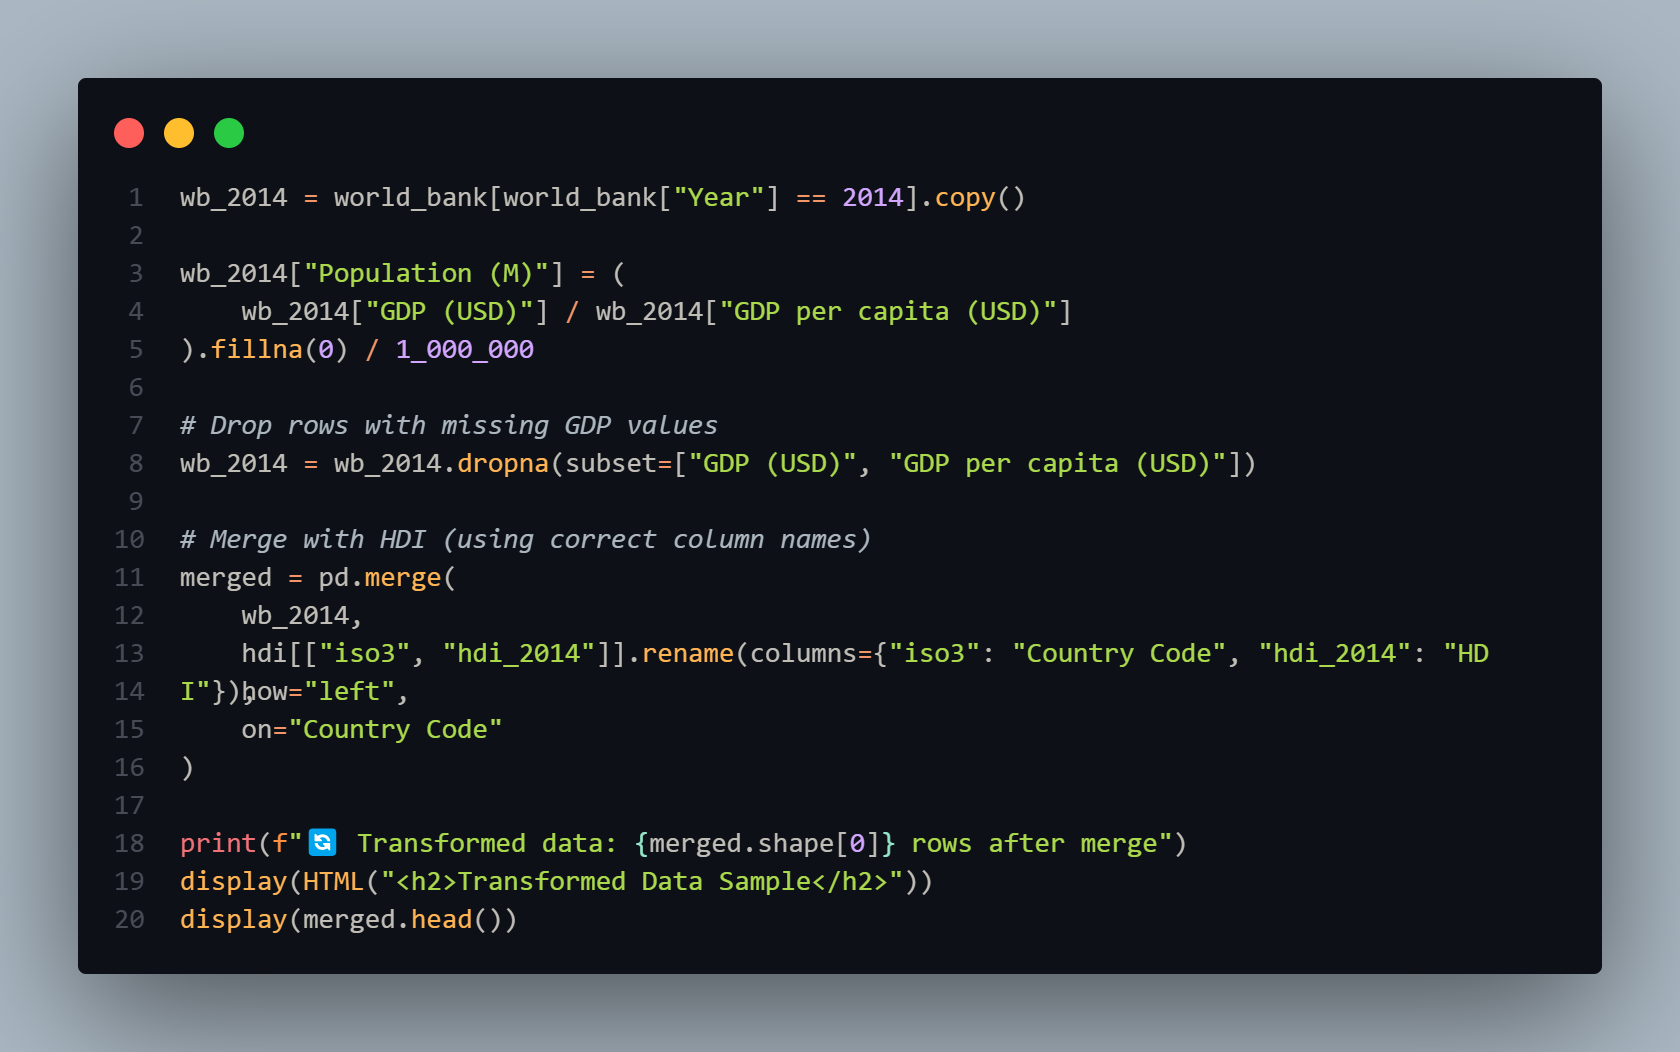 1 wb_2014 = world_bank[world_bank["Year"] == 2014].copy()
2
3 wb_2014["Population (M)"] = (
4     wb_2014["GDP (USD)"] / wb_2014["GDP per capita (USD)"]
5 ).fillna(0) / 1_000_000
6
7 # Drop rows with missing GDP values
8 wb_2014 = wb_2014.dropna(subset=["GDP (USD)", "GDP per capita (USD)"])
9
10 # Merge with HDI (using correct column names)
11 merged = pd.merge(
12     wb_2014,
13     hdi[["iso3", "hdi_2014"]].rename(columns={"iso3": "Country Code", "hdi_2014": "HD
14 I"}),how="left",
15     on="Country Code"
16 )
17
18 print(f"🔄 Transformed data: {merged.shape[0]} rows after merge")
19 display(HTML("<h2>Transformed Data Sample</h2>"))
20 display(merged.head())